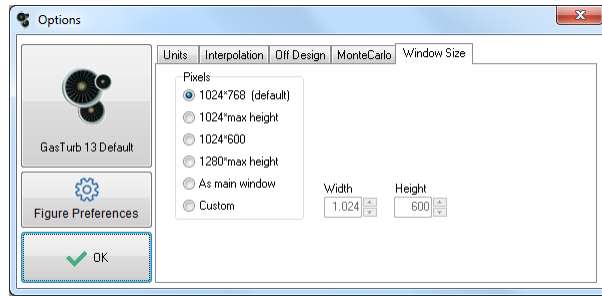 Options
Units Interpolation Off Design MonteCarlo Window Size
GasTurb 13 Default
Figure Preferences
OK
Pixels
1024*768 (default)
1024*max height
1024*600
1280*max height
As main window
Custom
Width Height
1.024 600